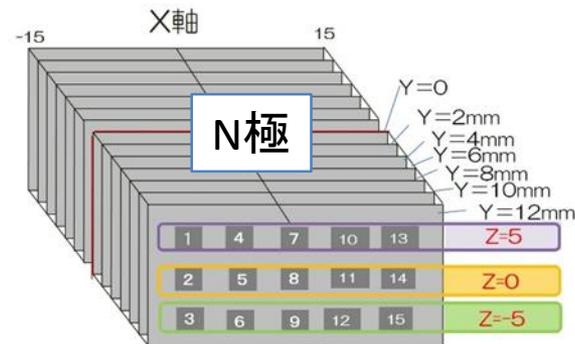 X軸
-15
15
N極
Y=0
Y=2mm
Y=4mm
Y=6mm
Y=8mm
Y=10mm
Y=12mm
1 4 7 10 13 Z=5
2 5 8 11 14 Z=0
3 6 9 12 15 Z=-5